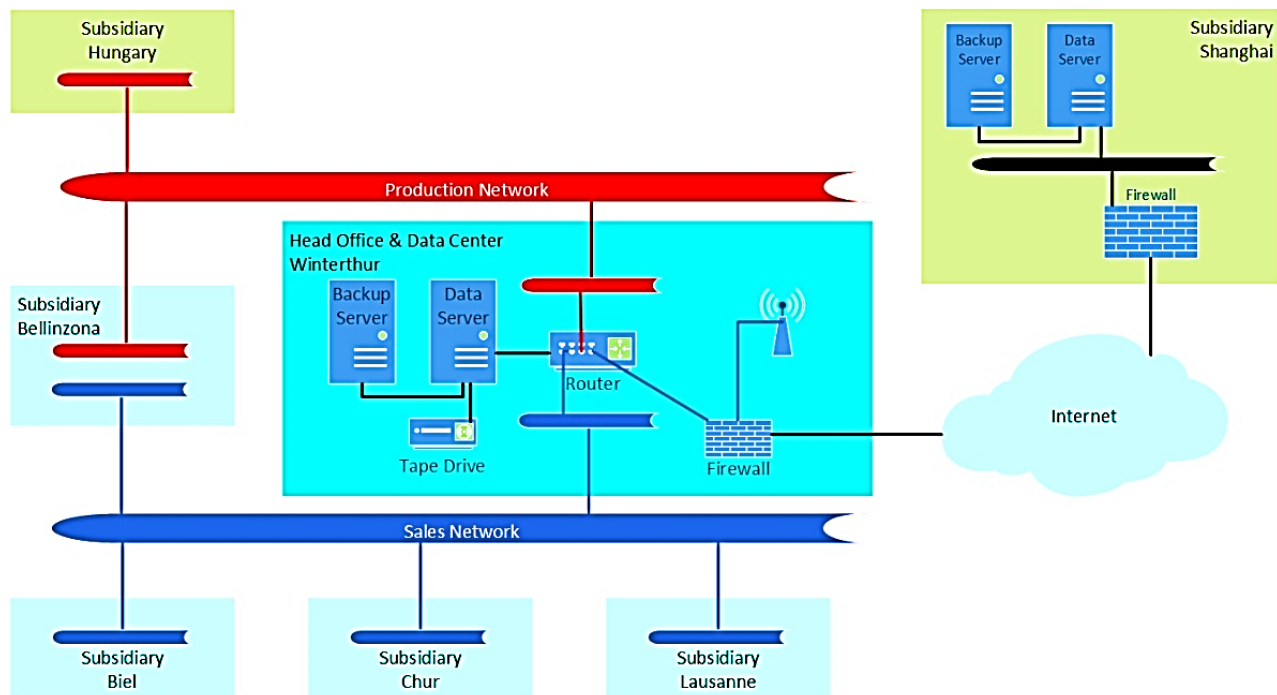 Subsidiary
Hungary
Backup
Server
Data
Server
Subsidiary
Shanghai
Firewall
Production Network
Head Office & Data Center
Winterthur
Backup
Server
Data
Server
Router
Tape Drive
Firewall
Subsidiary
Bellinzona
Internet
Sales Network
Subsidiary
Biel
Subsidiary
Chur
Subsidiary
Lausanne